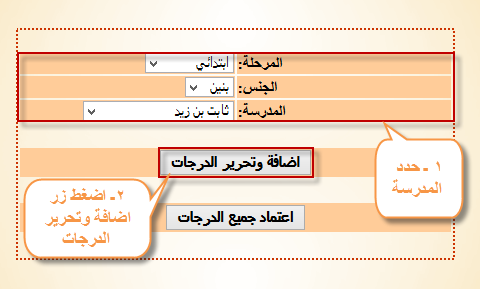 المرحلة: ابتدائي
الجنس: بنين
المدرسة: ثابت بن زيد
١ ـ حدد
المدرسة
اضافة وتحرير الدرجات
٢ـ اضغط زر
اضافة وتحرير
الدرجات
اعتماد جميع الدرجات